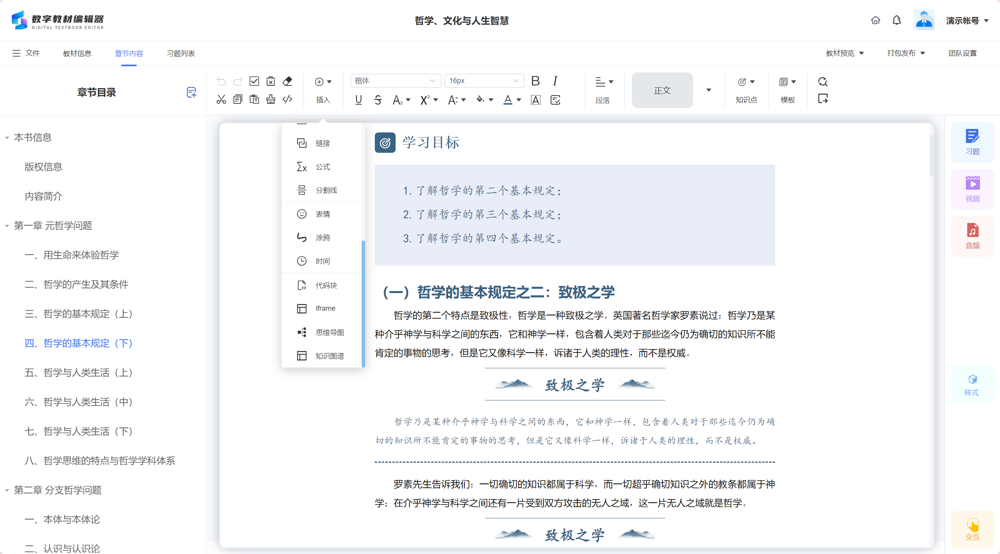 数字教材编辑器
DIGITAL TEXTBOOK EDITOR
哲学、文化与人生智慧
演示帐号
文件
教材信息
章节内容
习题列表
教材预览
打包发布
团队设置
章节目录
插入
楷体
16px
段落
正文
知识点
模板
本书信息
版权信息
内容简介
第一章 元哲学问题
一、用生命来体验哲学
二、哲学的产生及其条件
三、哲学的基本规定（上）
四、哲学的基本规定（下）
五、哲学与人类生活（上）
六、哲学与人类生活（中）
七、哲学与人类生活（下）
八、哲学思维的特点与哲学学科体系
第二章 分支哲学问题
一、本体与本体论
二、认识与认识论
链接
公式
分割线
表情
涂鸦
时间
代码块
iframe
思维导图
知识图谱
学习目标
1.了解哲学的第二个基本规定；
2.了解哲学的第三个基本规定；
3.了解哲学的第四个基本规定。
（一）哲学的基本规定之二：致极之学
哲学的第二个特点是致极性，哲学是一种致极之学。英国著名哲学家罗素说过：哲学乃是某
种介乎神学与科学之间的东西，它和神学一样，包含着人类对于那些迄今仍为确切的知识所不能
肯定的事物的思考，但是它又像科学一样，诉诸于人类的理性，而不是权威。
致极之学
哲学乃是某种介乎神学与科学之间的东西，它和神学一样，包含着人类对于那些迄今仍为确
切的知识所不能肯定的事物的思考，但是它又像科学一样，诉诸于人类的理性，而不是权威。
罗素先生告诉我们：一切确切的知识都属于科学，而一切超乎确切知识之外的教条都属于神
学；在介乎神学与科学之间还有一片受到双方攻击的无人之域，这一片无人之域就是哲学。
致极之学
习题
视频
音频
样式
交互